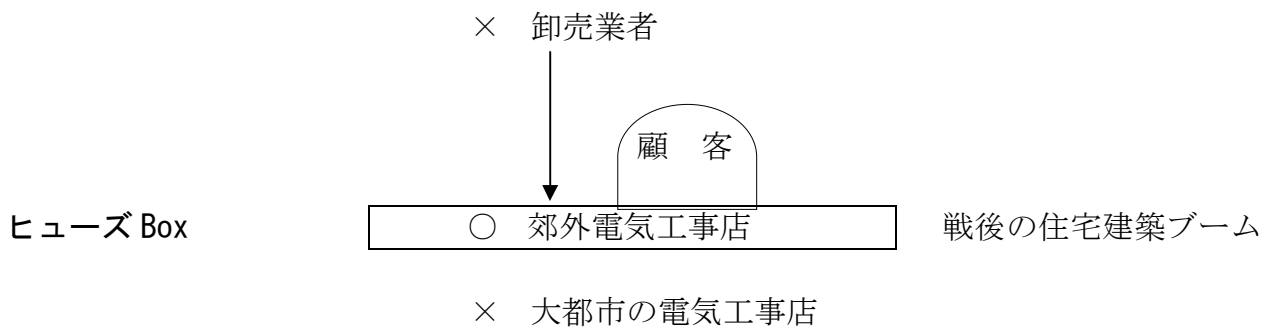 × 卸売業者
顧 客
ヒューズ Box ○ 郊外電気工事店 戦後の住宅建築ブーム
× 大都市の電気工事店